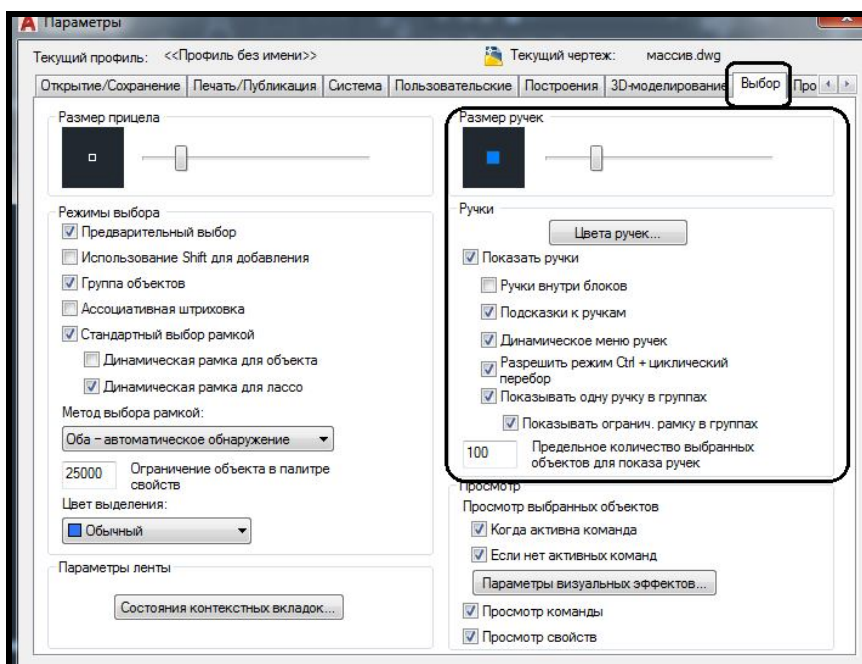 Параметры
Текущий профиль: <<Профиль без имени>>
Текущий чертеж: массив.dwg
Открытие/Сохранение
Печать/Публикация
Система
Пользовательские
Построения
3D-моделирование
Выбор
Про
Размер прицела
Режимы выбора
Предварительный выбор
Использование Shift для добавления
Группа объектов
Ассоциативная штриховка
Стандартный выбор рамкой
Динамическая рамка для объекта
Динамическая рамка для лассо
Метод выбора рамкой:
Оба – автоматическое обнаружение
25000 Ограничение объекта в палитре
свойств
Цвет выделения:
Обычный
Параметры ленты
Состояния контекстных вкладок...
Размер ручек
Ручки
Цвета ручек...
Показать ручки
Ручки внутри блоков
Подсказки к ручкам
Динамическое меню ручек
Разрешить режим Ctrl + циклический
перебор
Показывать одну ручку в группах
Показывать огранич. рамку в группах
100 Предельное количество выбранных
объектов для показа ручек
Просмотр
Просмотр выбранных объектов
Когда активна команда
Если нет активных команд
Параметры визуальных эффектов...
Просмотр команды
Просмотр свойств